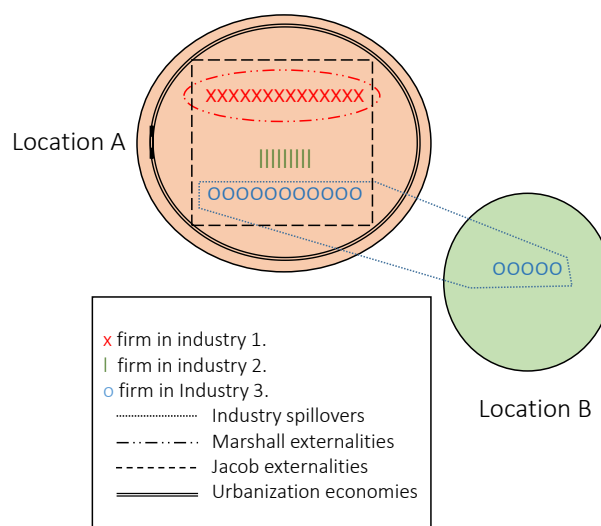 XXXXXXXXXXXXXX
Location A
|||||||||
OOOOOOOOOOO
OOOOO
x firm in industry 1.
| firm in industry 2.
o firm in Industry 3.
Location B
Industry spillovers
Marshall externalities
Jacob externalities
Urbanization economies